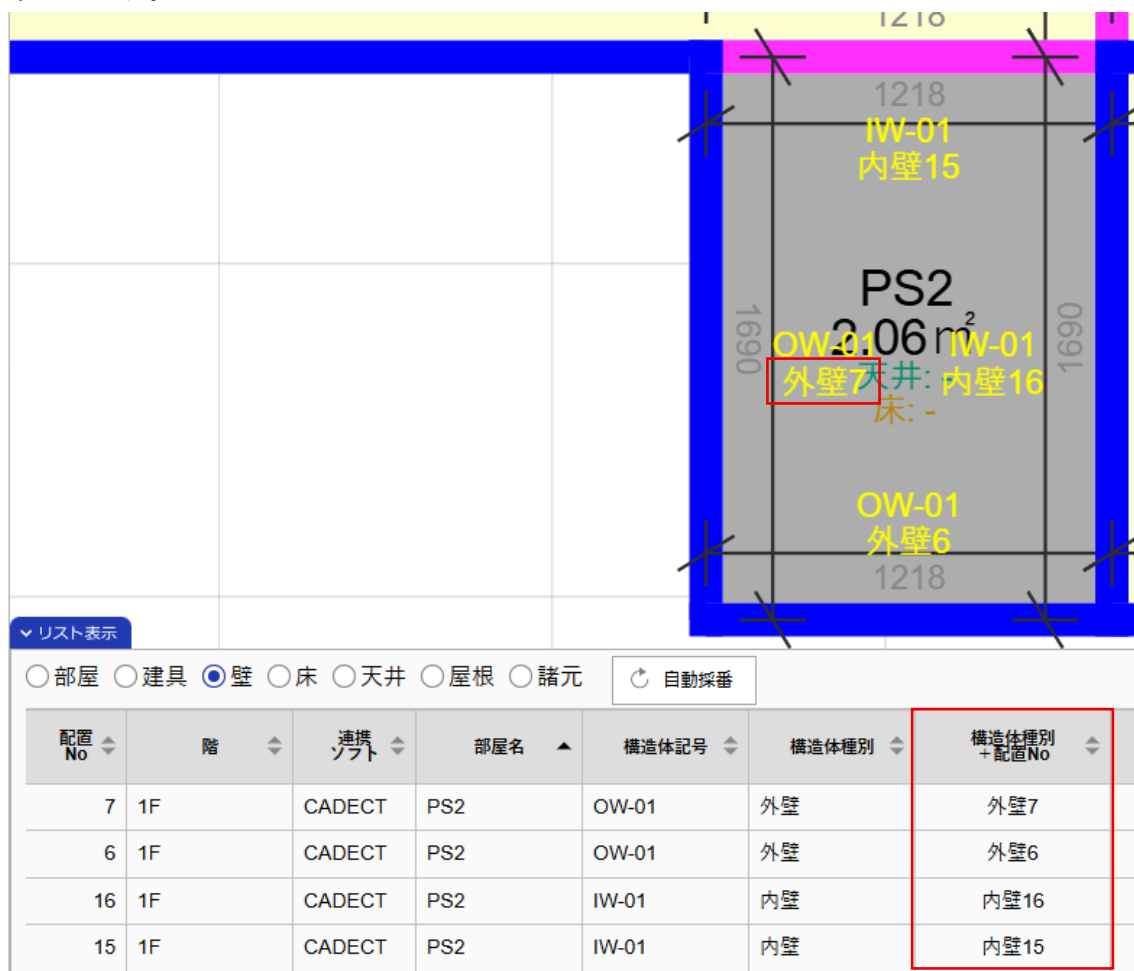 1218
1218
IW-01
内壁15
PS2
2.06㎡
1690
OW-01
IW-01
1690
外壁7
天井: -
内壁16
床: -
OW-01
外壁6
1218
リスト表示
部屋 建具 壁 床 天井 屋根 諸元 自動採番
配置No 階 連携ソフト 部屋名 構造体記号 構造体種別 構造体種別+配置No
7 1F CADECT PS2 OW-01 外壁 外壁7
6 1F CADECT PS2 OW-01 外壁 外壁6
16 1F CADECT PS2 IW-01 内壁 内壁16
15 1F CADECT PS2 IW-01 内壁 内壁15